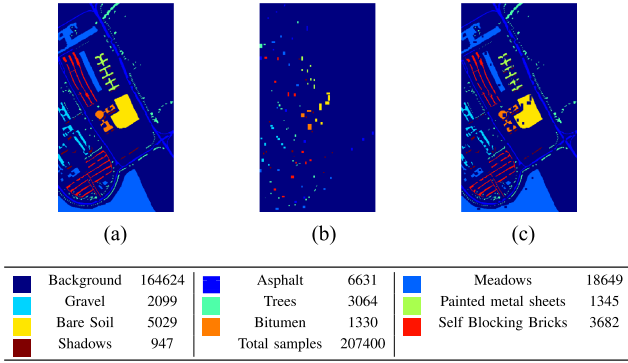 (a) (b) (c)
Background 164624 Asphalt 6631 Meadows 18649
Gravel 2099 Trees 3064 Painted metal sheets 1345
Bare Soil 5029 Bitumen 1330 Self Blocking Bricks 3682
Shadows 947 Total samples 207400